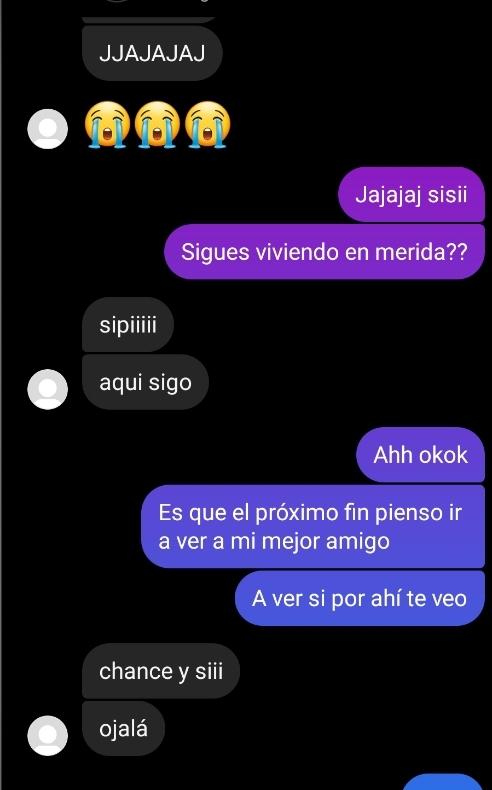 JJAJAJAJ
😭😭😭
Jajajaj sisii
Sigues viviendo en merida??
sipiiiii
aqui sigo
Ahh okok
Es que el próximo fin pienso ir
a ver a mi mejor amigo
A ver si por ahí te veo
chance y siii
ojalá